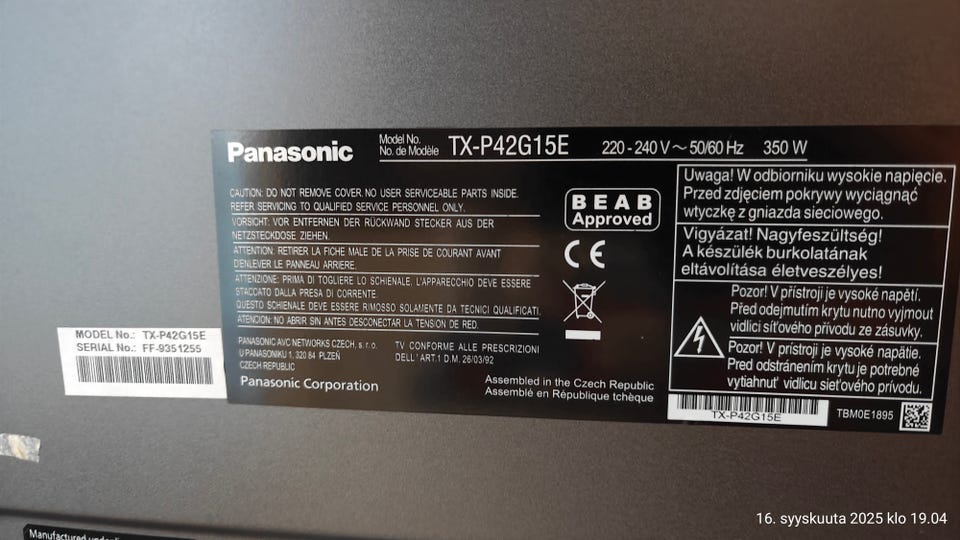 Panasonic
Model No.
No. de Modèle
TX-P42G15E
220 - 240 V ~ 50/60 Hz
350 W
CAUTION: DO NOT REMOVE COVER. NO USER SERVICEABLE PARTS INSIDE.
REFER SERVICING TO QUALIFIED SERVICE PERSONNEL ONLY.
VORSICHT: VOR ENTFERNEN DER RÜCKWAND STECKER AUS DER
NETZSTECKDOSE ZIEHEN.
ATTENTION: RETIRER LA FICHE MALE DE LA PRISE DE COURANT AVANT
D'ENLEVER LE PANNEAU ARRIERE.
ATTENZIONE: PRIMA DI TOGLIERE LO SCHIENALE, L'APPARECCHIO DEVE ESSERE
STACCATO DALLA PRESA DI CORRENTE.
QUESTO SCHIENALE DEVE ESSERE RIMOSSO SOLAMENTE DA TECNICI QUALIFICATI.
ATENCION: NO ABRIR SIN ANTES DESCONECTAR LA TENSION DE RED.
PANASONIC AVC NETWORKS CZECH, s. r. o.
U PANASONIKU 1, 320 84 PLZEŇ
CZECH REPUBLIC
TV CONFORME ALLE PRESCRIZIONI
DELL' ART.1 D.M. 26/03/92
Panasonic Corporation
BEAB
Approved
CE
Assembled in the Czech Republic
Assemblé en République tchèque
Uwaga! W odbiorniku wysokie napięcie.
Przed zdjęciem pokrywy wyciągnąć
wtyczkę z gniazda sieciowego.
Vigyázat! Nagyfeszültség!
A készülék burkolatának
eltávolítása életveszélyes!
Pozor! V přístroji je vysoké napětí.
Před odejmutím krytu nutno vyjmout
vidlici síťového přívodu ze zásuvky.
Pozor! V prístroji je vysoké napätie.
Pred odstránením krytu je potrebné
vytiahnuť vidlicu sieťového prívodu.
TX-P42G15E
TBM0E1895
MODEL No.: TX-P42G15E
SERIAL No.: FF-9351255
Manufactured under
16. syyskuuta 2025 klo 19.04